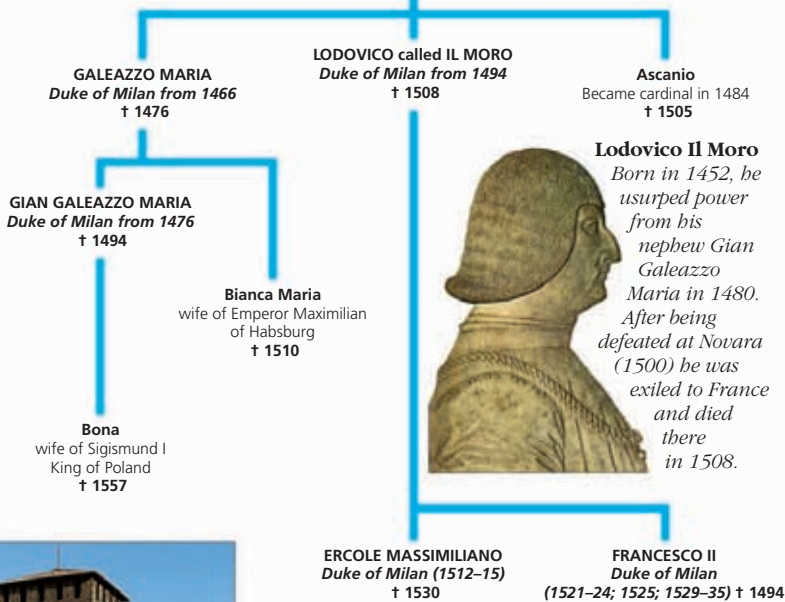 GALEAZZO MARIA
Duke of Milan from 1466
† 1476
LODOVICO called IL MORO
Duke of Milan from 1494
† 1508
Ascanio
Became cardinal in 1484
† 1505
Lodovico Il Moro
Born in 1452, he
usurped power
from his
nephew Gian
Galeazzo
Maria in 1480.
After being
defeated at Novara
(1500) he was
exiled to France
and died
there
in 1508.
GIAN GALEAZZO MARIA
Duke of Milan from 1476
† 1494
Bianca Maria
wife of Emperor Maximilian
of Habsburg
† 1510
Bona
wife of Sigismund I
King of Poland
† 1557
ERCOLE MASSIMILIANO
Duke of Milan (1512–15)
† 1530
FRANCESCO II
Duke of Milan
(1521–24; 1525; 1529–35) † 1494